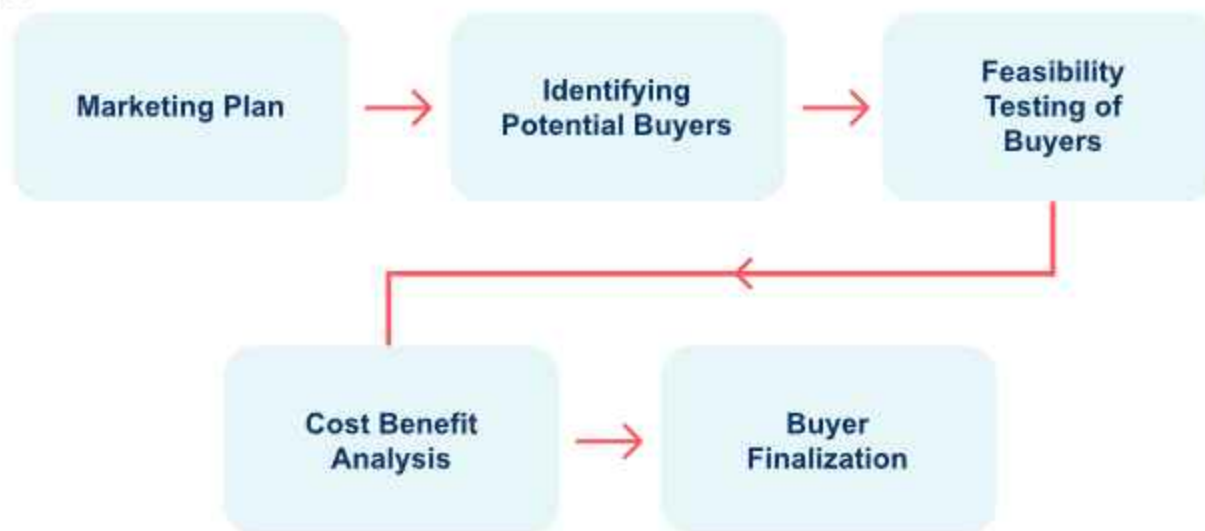 Marketing Plan
Identifying
Potential Buyers
Feasibility
Testing of
Buyers
Cost Benefit
Analysis
Buyer
Finalization